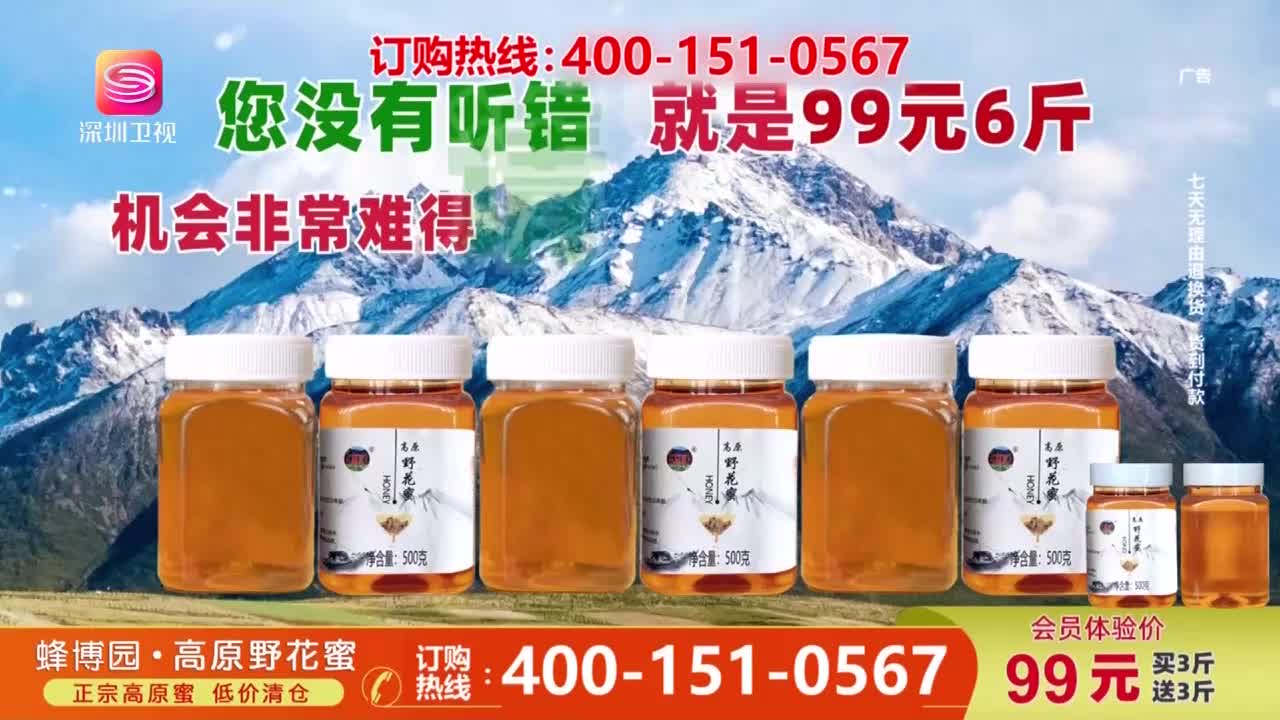 订购热线:400-151-0567
深圳卫视
广告
您没有听错 就是99元6斤
机会非常难得
七天无理由退换货 货到付款
高原
野花蜜
HONEY
净含量:500克
高原
野花蜜
HONEY
净含量:500克
高原
野花蜜
HONEY
净含量:500克
野花蜜
净含量:500克
蜂博园·高原野花蜜
正宗高原蜜 低价清仓
订购热线:400-151-0567
会员体验价
99元
买3斤
送3斤